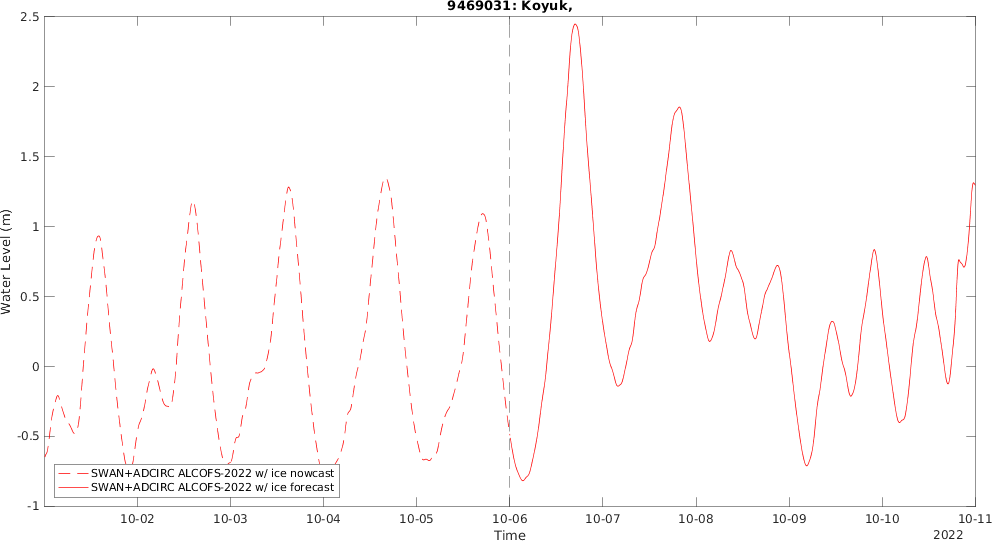 9469031: Koyuk,
2.5
2
1.5
1
0.5
0
-0.5
-1
Water Level (m)
SWAN+ADCIRC ALCOFS-2022 w/ ice nowcast
SWAN+ADCIRC ALCOFS-2022 w/ ice forecast
10-02 10-03 10-04 10-05 10-06 10-07 10-08 10-09 10-10 10-11
Time
2022